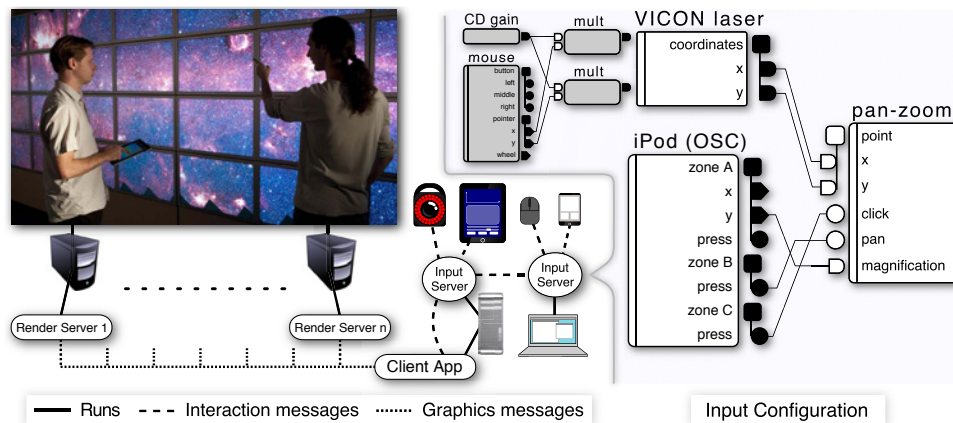 CD gain
mult
VICON laser
mouse
button
left
middle
right
pointer
x
y
wheel
mult
coordinates
x
y
pan-zoom
point
x
y
click
pan
magnification
iPod (OSC)
zone A
x
y
press
zone B
press
zone C
press
Input
Server
Input
Server
Render Server 1
Render Server n
Client App
Runs
Interaction messages
Graphics messages
Input Configuration